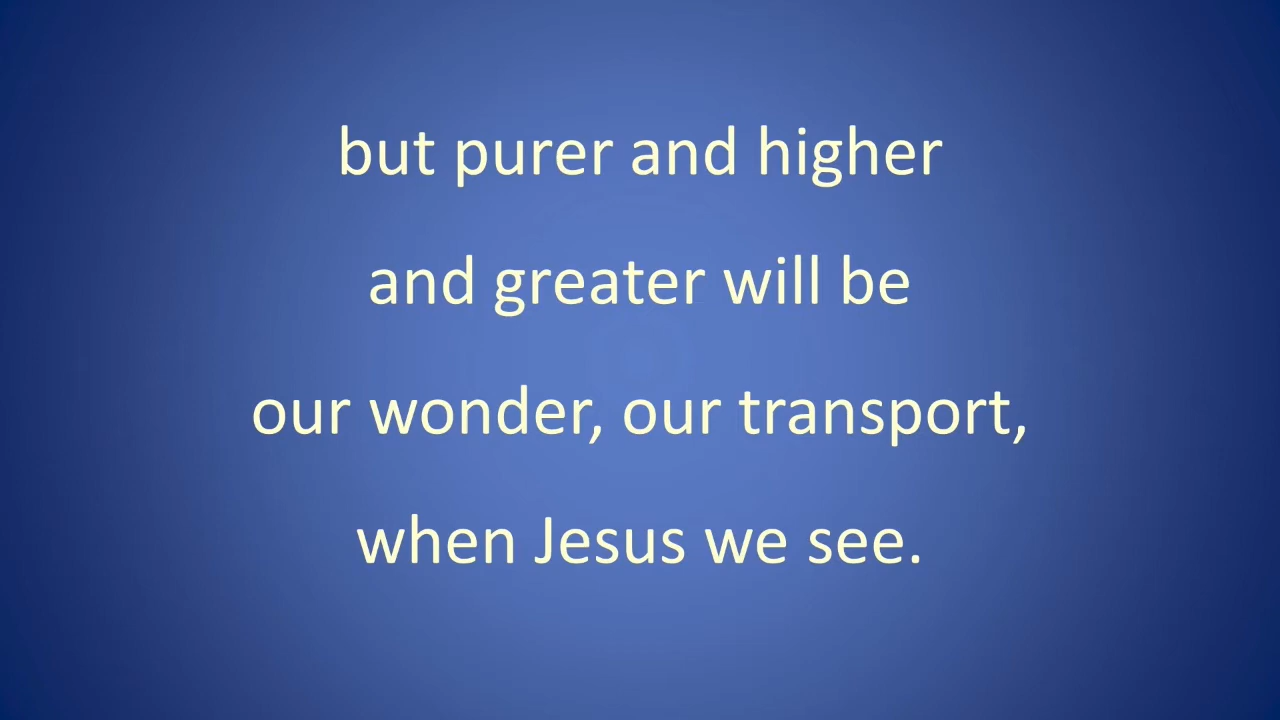 but purer and higher
and greater will be
our wonder, our transport,
when Jesus we see.